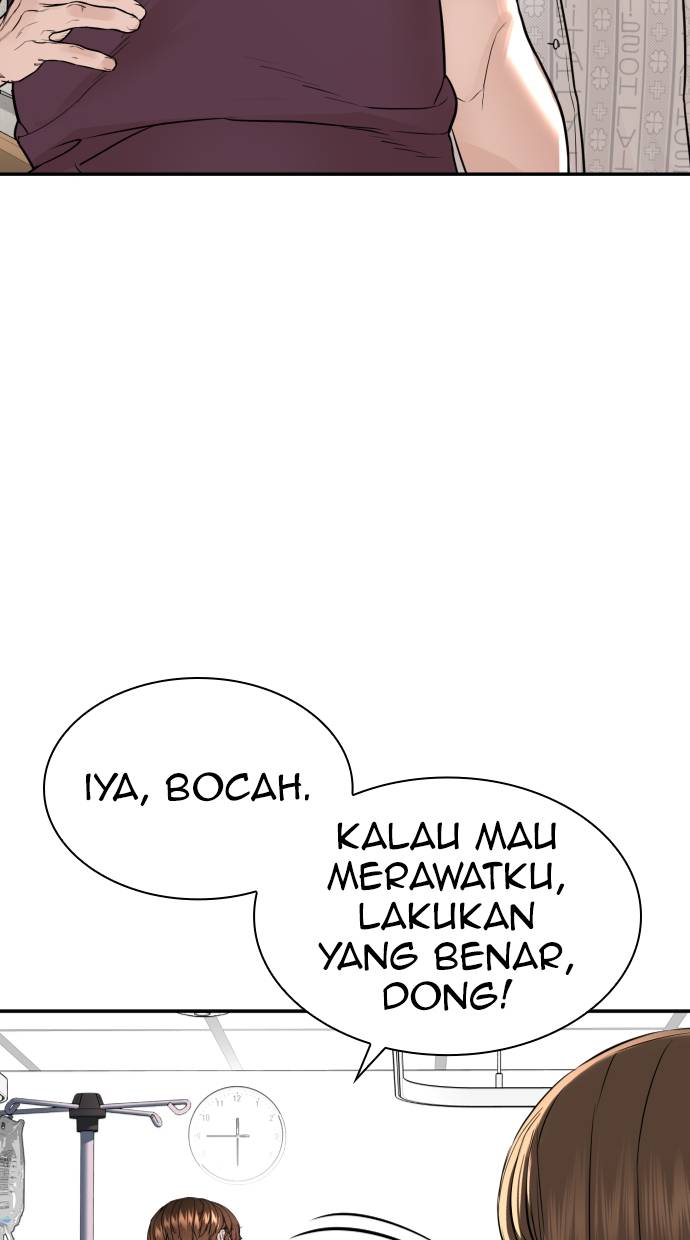 IYA, BOCAH.
KALAU MAU
MERAWATKU,
LAKUKAN
YANG BENAR,
DONG!